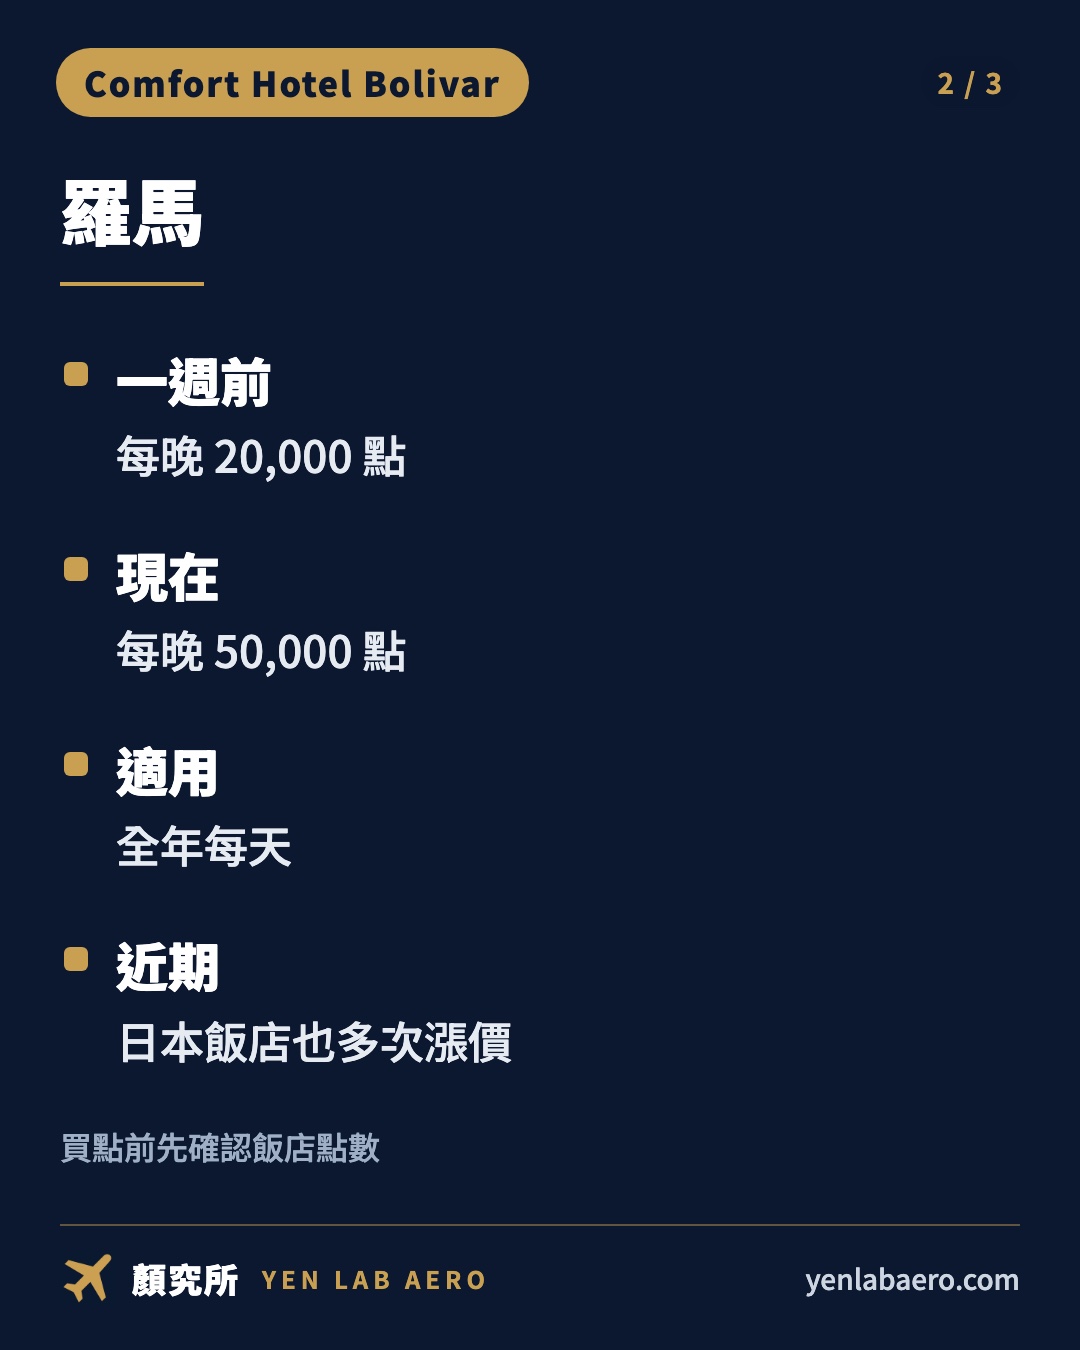 Comfort Hotel Bolivar
2 / 3
羅馬
一週前
每晚 20,000 點
現在
每晚 50,000 點
適用
全年每天
近期
日本飯店也多次漲價
買點前先確認飯店點數
顏究所 YEN LAB AERO
yenlabaero.com